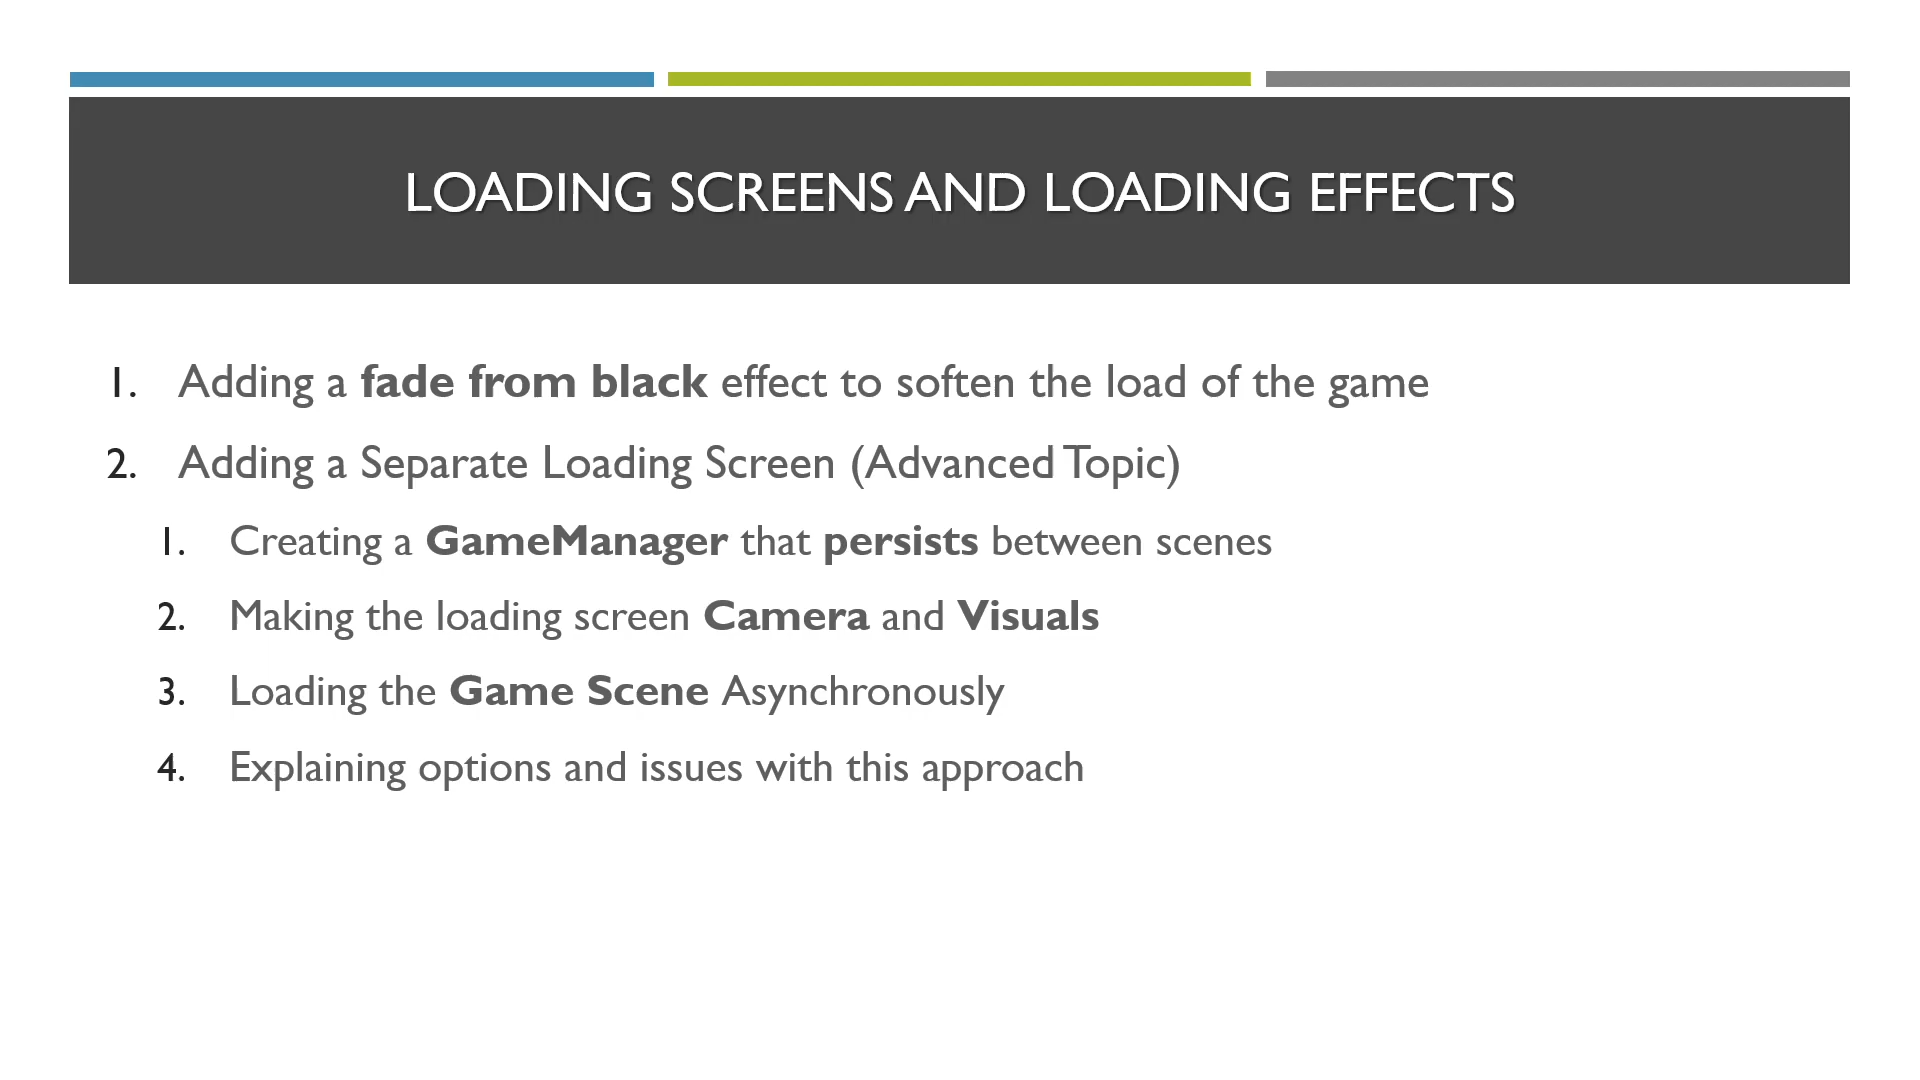 LOADING SCREENS AND LOADING EFFECTS
1. Adding a fade from black effect to soften the load of the game
2. Adding a Separate Loading Screen (Advanced Topic)
1. Creating a GameManager that persists between scenes
2. Making the loading screen Camera and Visuals
3. Loading the Game Scene Asynchronously
4. Explaining options and issues with this approach